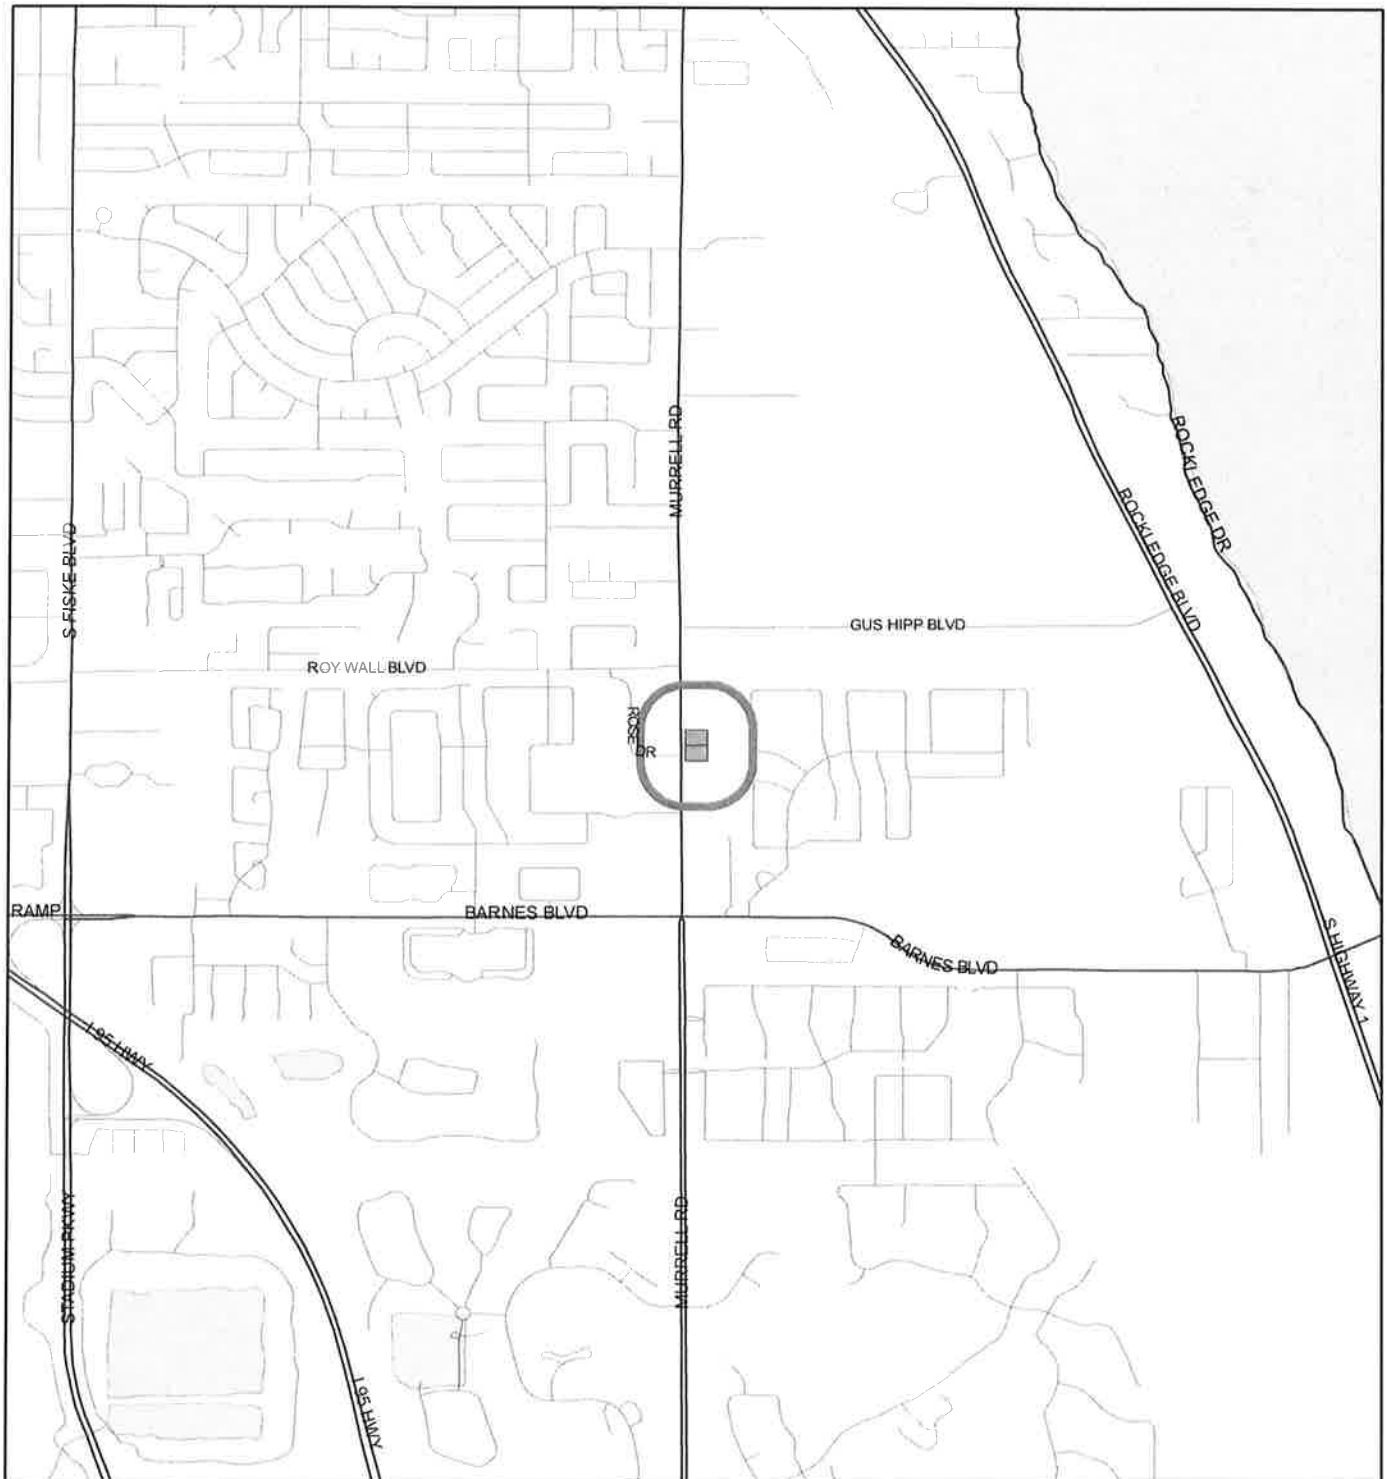 MURRELL RD
ROCKLEDGE DR
ROCKLEDGE BLVD
S FISKE BLVD
GUS HIPP BLVD
ROY WALL BLVD
ROSE DR
RAMP
BARNES BLVD
BARNES BLVD
S HIGHWAY 1
I 95 HWY
STADIUM PKWY
MURRELL RD
I 95 HWY